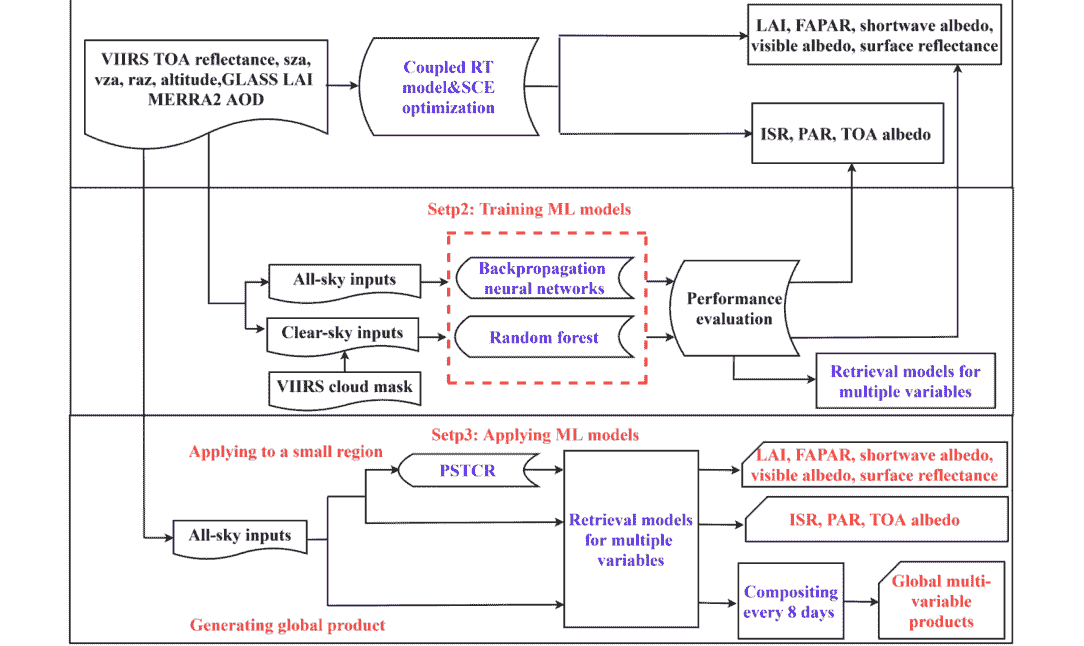 VIIRS TOA reflectance, sza,
vza, raz, altitude,GLASS LAI
MERRA2 AOD
Coupled RT
model&SCE
optimization
LAI, FAPAR, shortwave albedo,
visible albedo, surface reflectance
ISR, PAR, TOA albedo
Setp2: Training ML models
All-sky inputs
Clear-sky inputs
VIIRS cloud mask
Backpropagation
neural networks
Random forest
Performance
evaluation
Retrieval models for
multiple variables
Setp3: Applying ML models
Applying to a small region
PSTCR
All-sky inputs
Retrieval models
for multiple
variables
LAI, FAPAR, shortwave albedo,
visible albedo, surface reflectance
ISR, PAR, TOA albedo
Compositing
every 8 days
Global multi-
variable
products
Generating global product